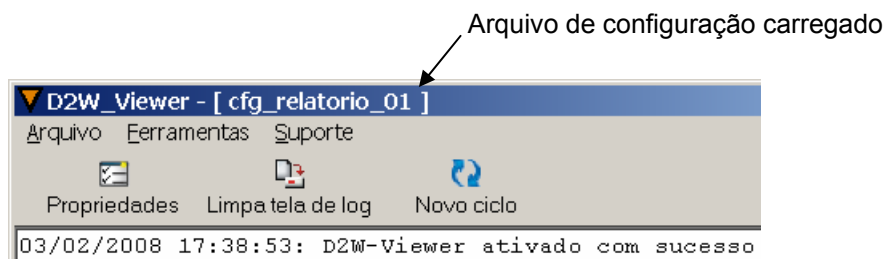 Arquivo de configuração carregado
D2W_Viewer - [ cfg_relatorio_01 ]
Arquivo Ferramentas Suporte
Propriedades Limpa tela de log Novo ciclo
03/02/2008 17:38:53: D2W-Viewer ativado com sucesso